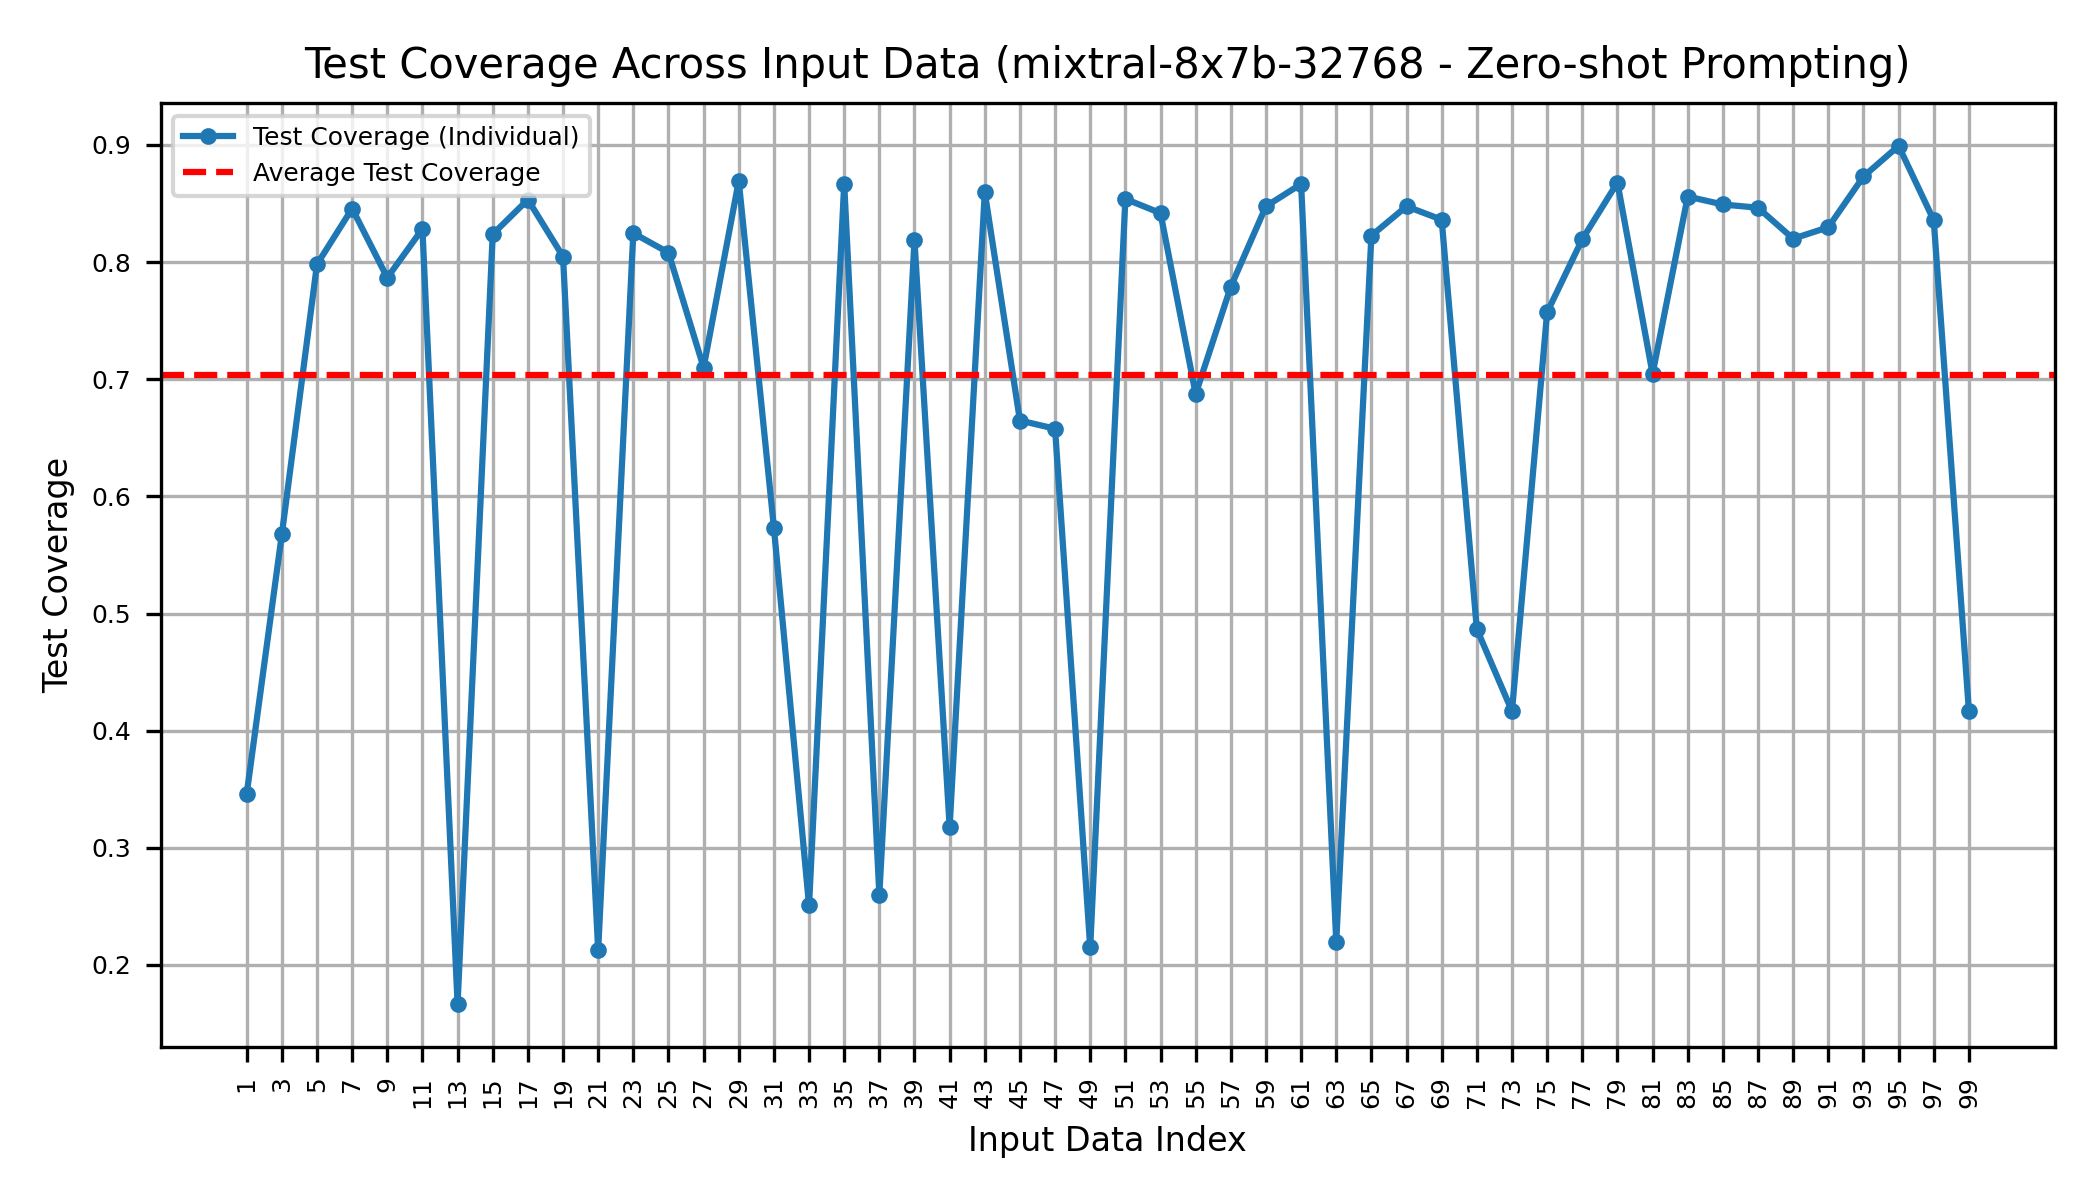 Test Coverage Across Input Data (mixtral-8x7b-32768 - Zero-shot Prompting)
Test Coverage (Individual)
Average Test Coverage
0.9
0.8
0.7
0.6
0.5
0.4
0.3
0.2
Test Coverage
1 3 5 7 9 11 13 15 17 19 21 23 25 27 29 31 33 35 37 39 41 43 45 47 49 51 53 55 57 59 61 63 65 67 69 71 73 75 77 79 81 83 85 87 89 91 93 95 97 99
Input Data Index